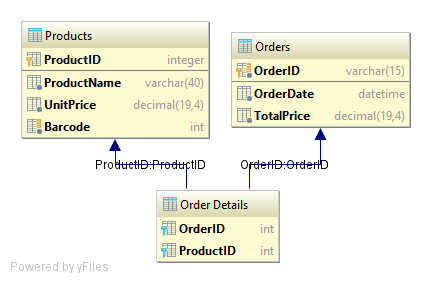 Products
ProductID integer
ProductName varchar(40)
UnitPrice decimal(19,4)
Barcode int
Orders
OrderID varchar(15)
OrderDate datetime
TotalPrice decimal(19,4)
ProductID:ProductID
OrderID:OrderID
Order Details
OrderID int
ProductID int
Powered by yFiles